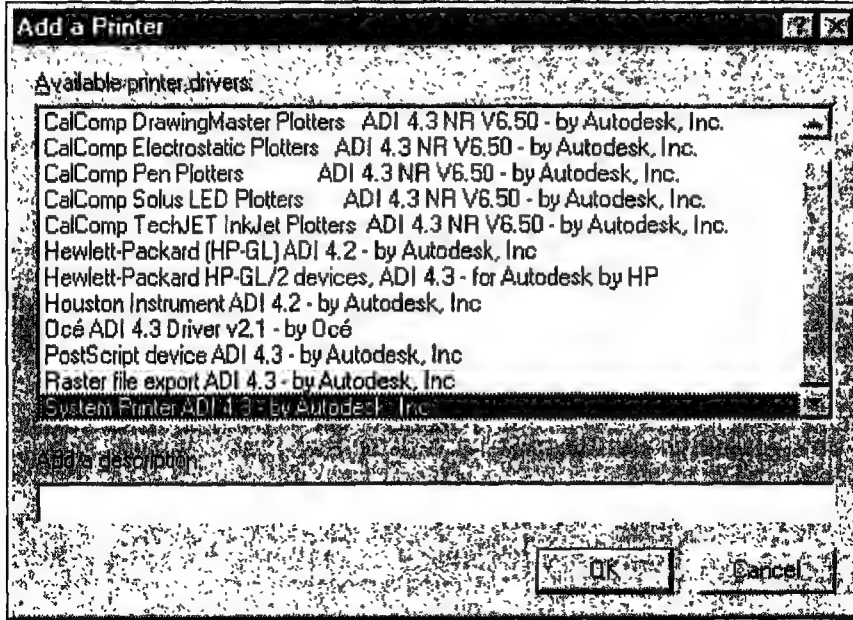 Add a Printer
Available printer drivers:
CalComp DrawingMaster Plotters ADI 4.3 NR V6.50 - by Autodesk, Inc.
CalComp Electrostatic Plotters ADI 4.3 NR V6.50 - by Autodesk, Inc.
CalComp Pen Plotters ADI 4.3 NR V6.50 - by Autodesk, Inc.
CalComp Solus LED Plotters ADI 4.3 NR V6.50 - by Autodesk, Inc.
CalComp TechJET InkJet Plotters ADI 4.3 NR V6.50 - by Autodesk, Inc.
Hewlett-Packard (HP-GL) ADI 4.2 - by Autodesk, Inc
Hewlett-Packard HP-GL/2 devices, ADI 4.3 - for Autodesk by HP
Houston Instrument ADI 4.2 - by Autodesk, Inc
Océ ADI 4.3 Driver v2.1 - by Océ
PostScript device ADI 4.3 - by Autodesk, Inc
Raster file export ADI 4.3 - by Autodesk, Inc
System Printer ADI 4.3 - by Autodesk, Inc
Add a description:
OK
Cancel